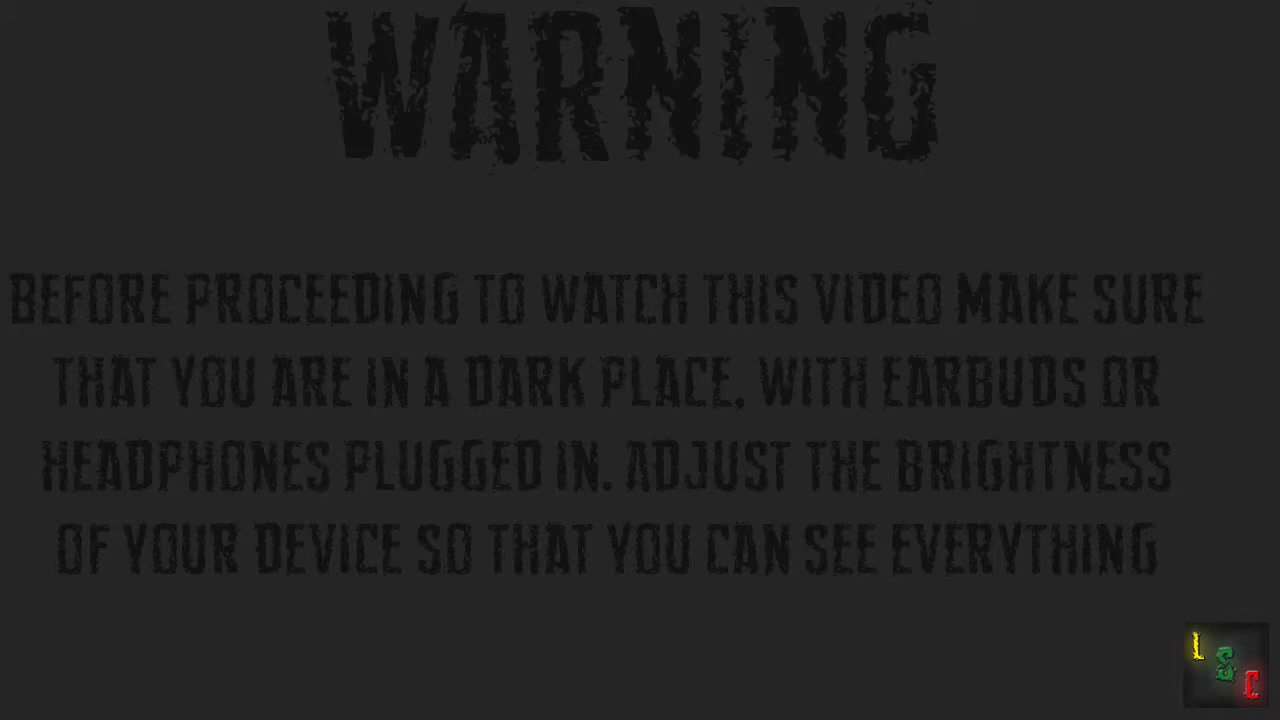 WARNING
BEFORE PROCEEDING TO WATCH THIS VIDEO MAKE SURE
THAT YOU ARE IN A DARK PLACE, WITH EARBUDS OR
HEADPHONES PLUGGED IN. ADJUST THE BRIGHTNESS
OF YOUR DEVICE SO THAT YOU CAN SEE EVERYTHING
L S C